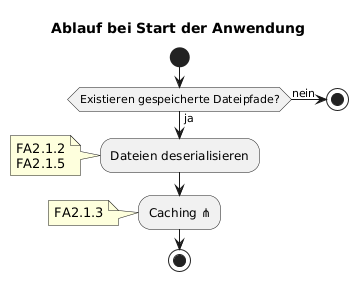 Ablauf bei Start der Anwendung
Existieren gespeicherte Dateipfade?
nein
ja
FA2.1.2
FA2.1.5
Dateien deserialisieren
FA2.1.3
Caching ⋔